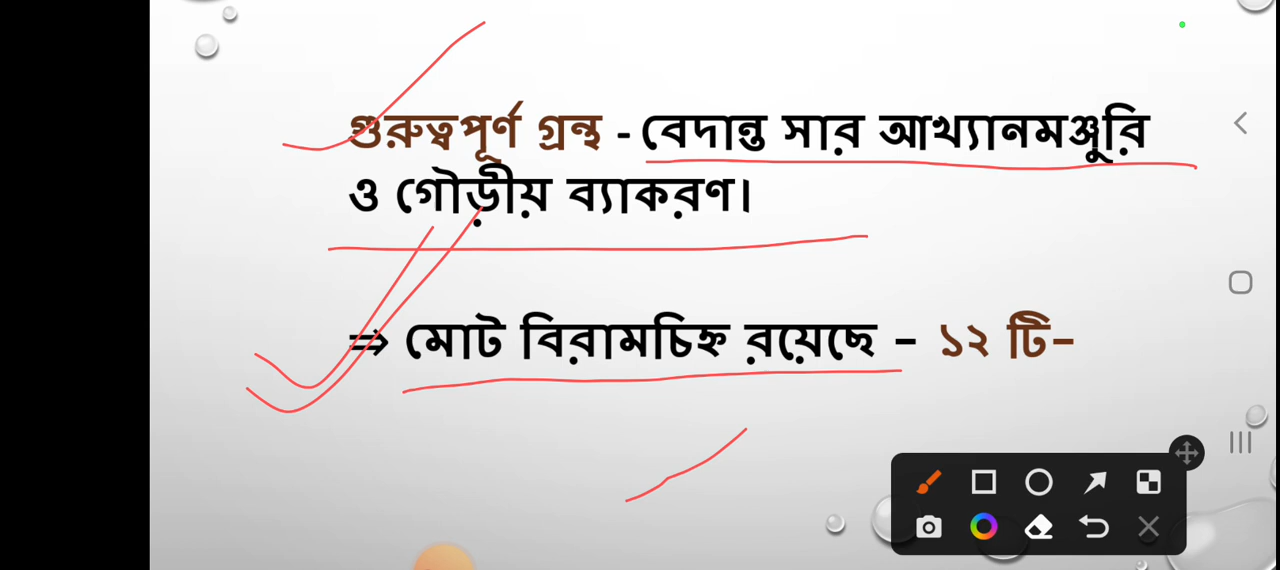 গুরুত্বপূর্ণ গ্রন্থ - বেদান্ত সার আখ্যানমঞ্জুরি
ও গৌড়ীয় ব্যাকরণ।
⇒ মোট বিরামচিহ্ন রয়েছে – ১২ টি–